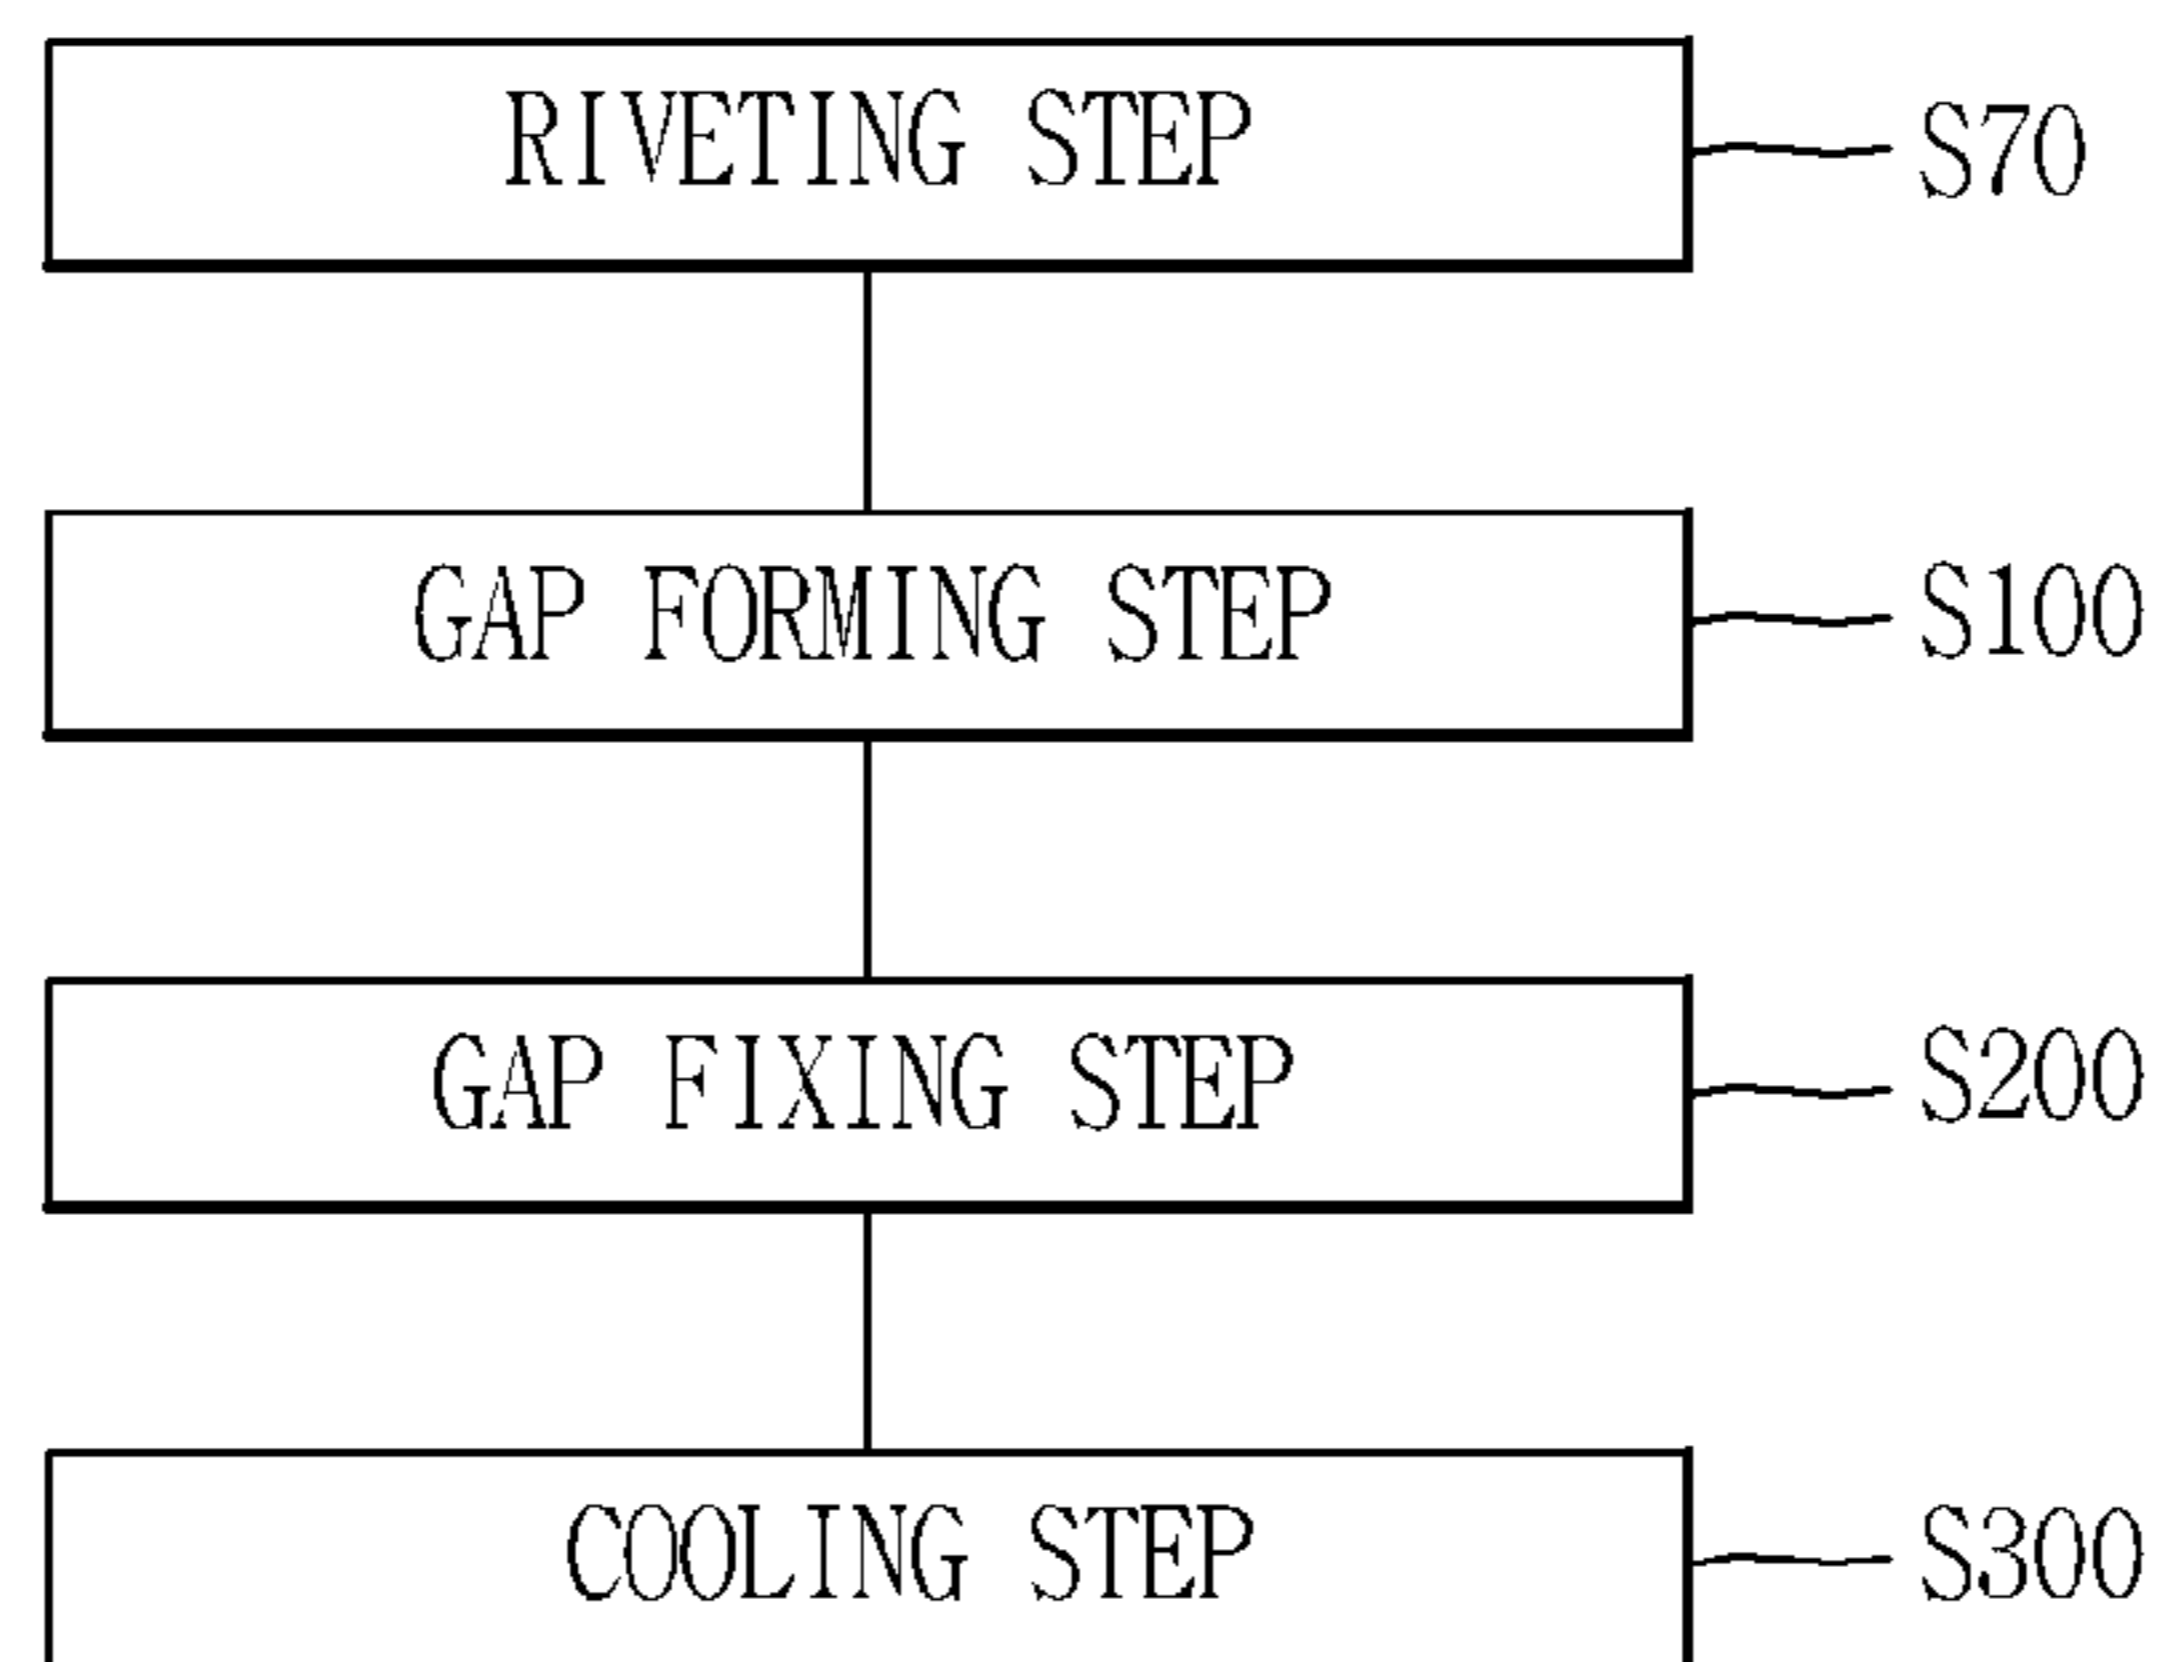 RIVETING STEP S70
GAP FORMING STEP S100
GAP FIXING STEP S200
COOLING STEP S300